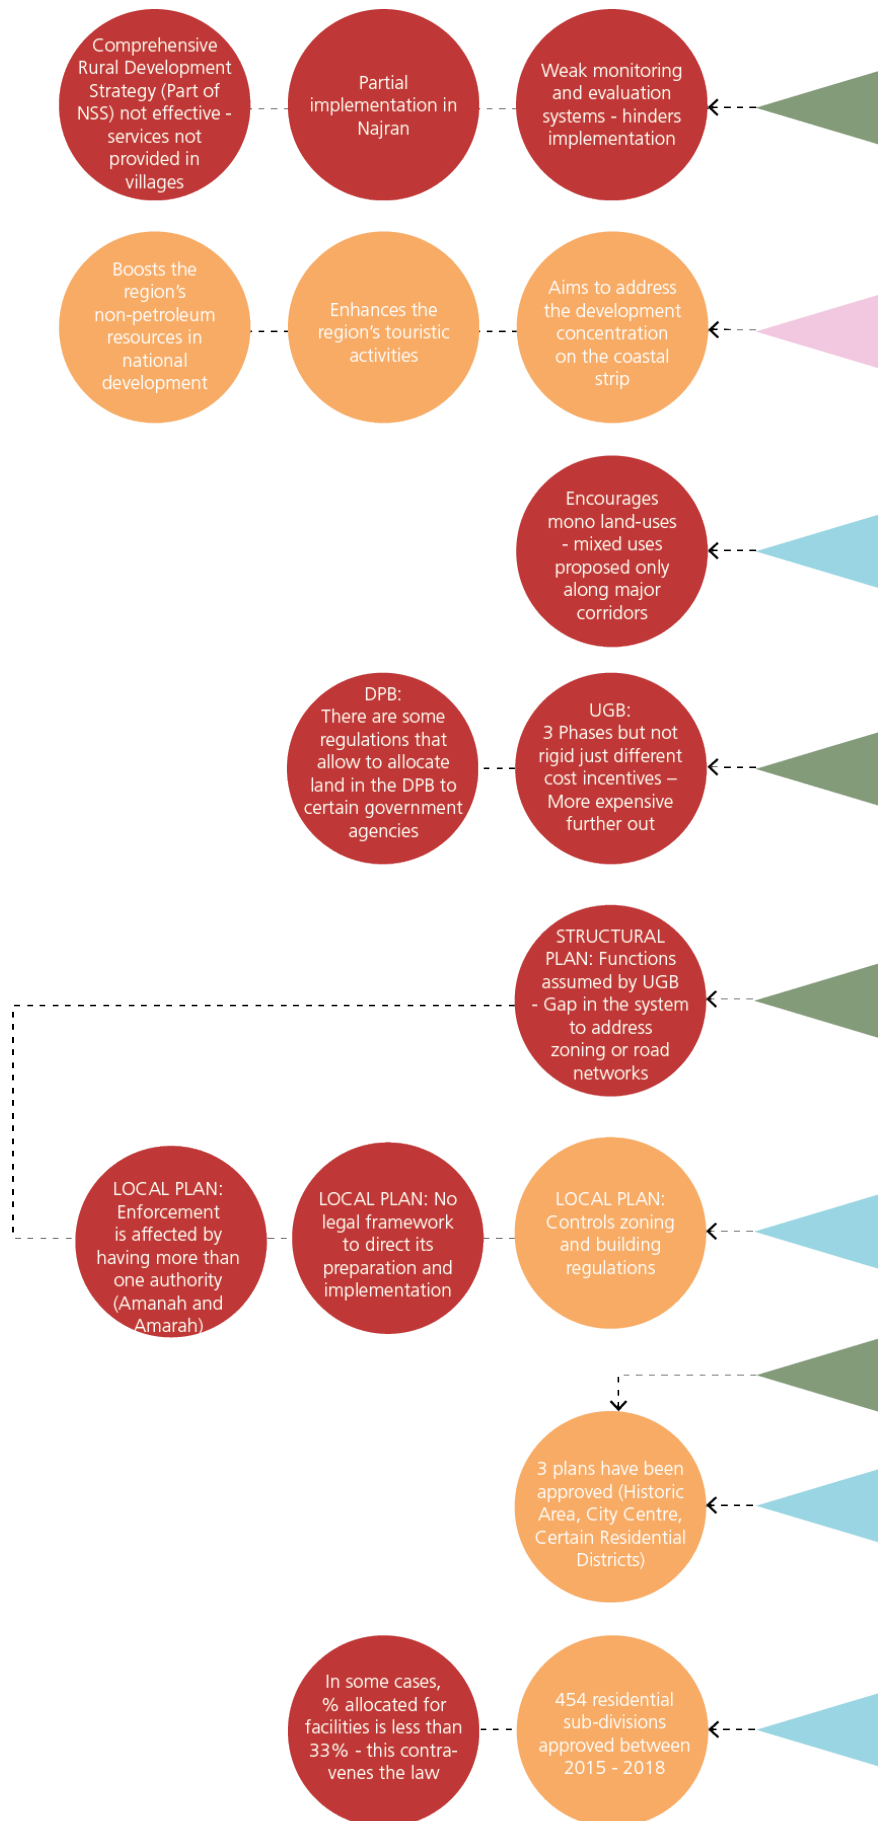 Comprehensive
Rural Development
Strategy (Part of
NSS) not effective -
services not
provided in
villages
Partial
implementation in
Najran
Weak monitoring
and evaluation
systems - hinders
implementation
Boosts the
region’s
non-petroleum
resources in
national
development
Enhances the
region’s touristic
activities
Aims to address
the development
concentration
on the coastal
strip
Encourages
mono land-uses
- mixed uses
proposed only
along major
corridors
DPB:
There are some
regulations that
allow to allocate
land in the DPB to
certain government
agencies
UGB:
3 Phases but not
rigid just different
cost incentives –
More expensive
further out
STRUCTURAL
PLAN: Functions
assumed by UGB
- Gap in the system
to address
zoning or road
networks
LOCAL PLAN:
Enforcement
is affected by
having more than
one authority
(Amanah and
Amarah)
LOCAL PLAN: No
legal framework
to direct its
preparation and
implementation
LOCAL PLAN:
Controls zoning
and building
regulations
3 plans have been
approved (Historic
Area, City Centre,
Certain Residential
Districts)
In some cases,
% allocated for
facilities is less than
33% - this contra-
venes the law
454 residential
sub-divisions
approved between
2015 - 2018